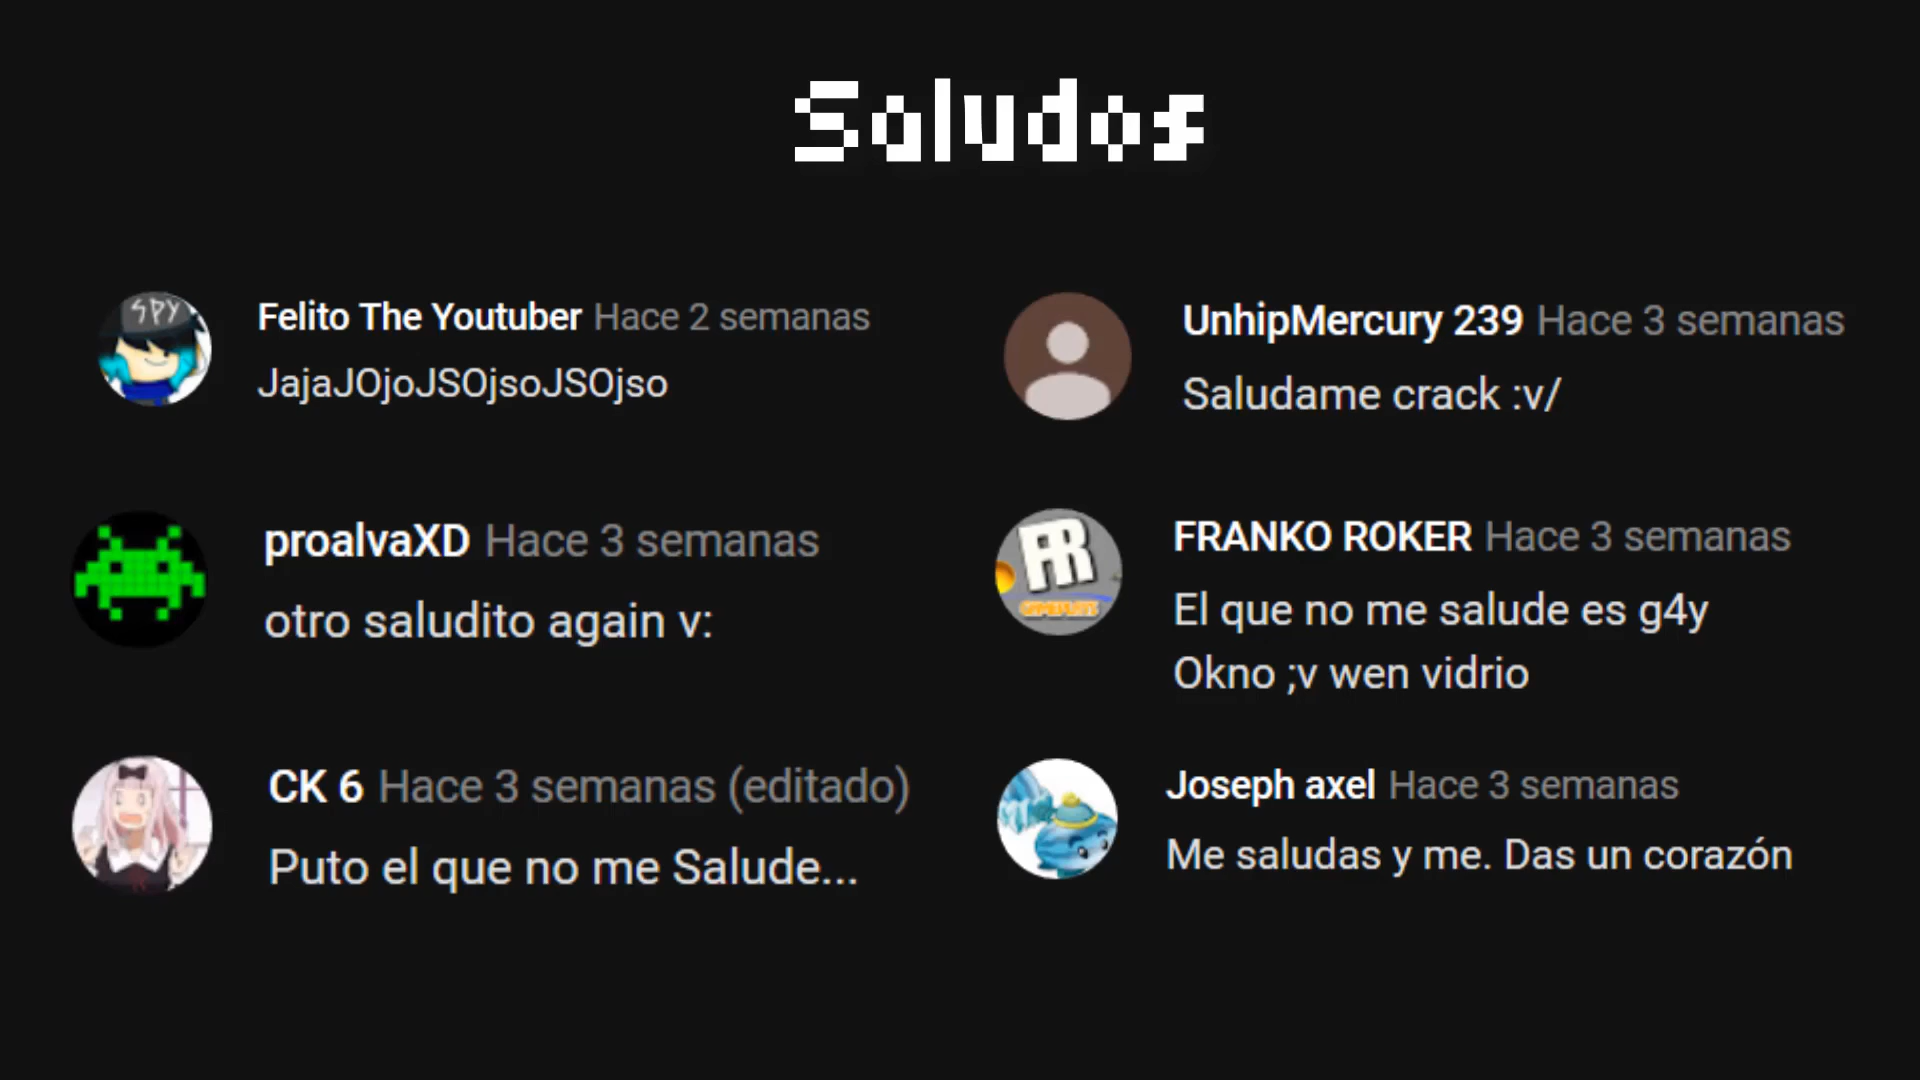 Saludos
SPY
Felito The Youtuber Hace 2 semanas
JajaJOjoJSOjsoJSOjso
UnhipMercury 239 Hace 3 semanas
Saludame crack :v/
proalvaXD Hace 3 semanas
otro saludito again v:
FR
GAMEPLAYS
FRANKO ROKER Hace 3 semanas
El que no me salude es g4y
Okno ;v wen vidrio
CK 6 Hace 3 semanas (editado)
Puto el que no me Salude...
Joseph axel Hace 3 semanas
Me saludas y me. Das un corazón